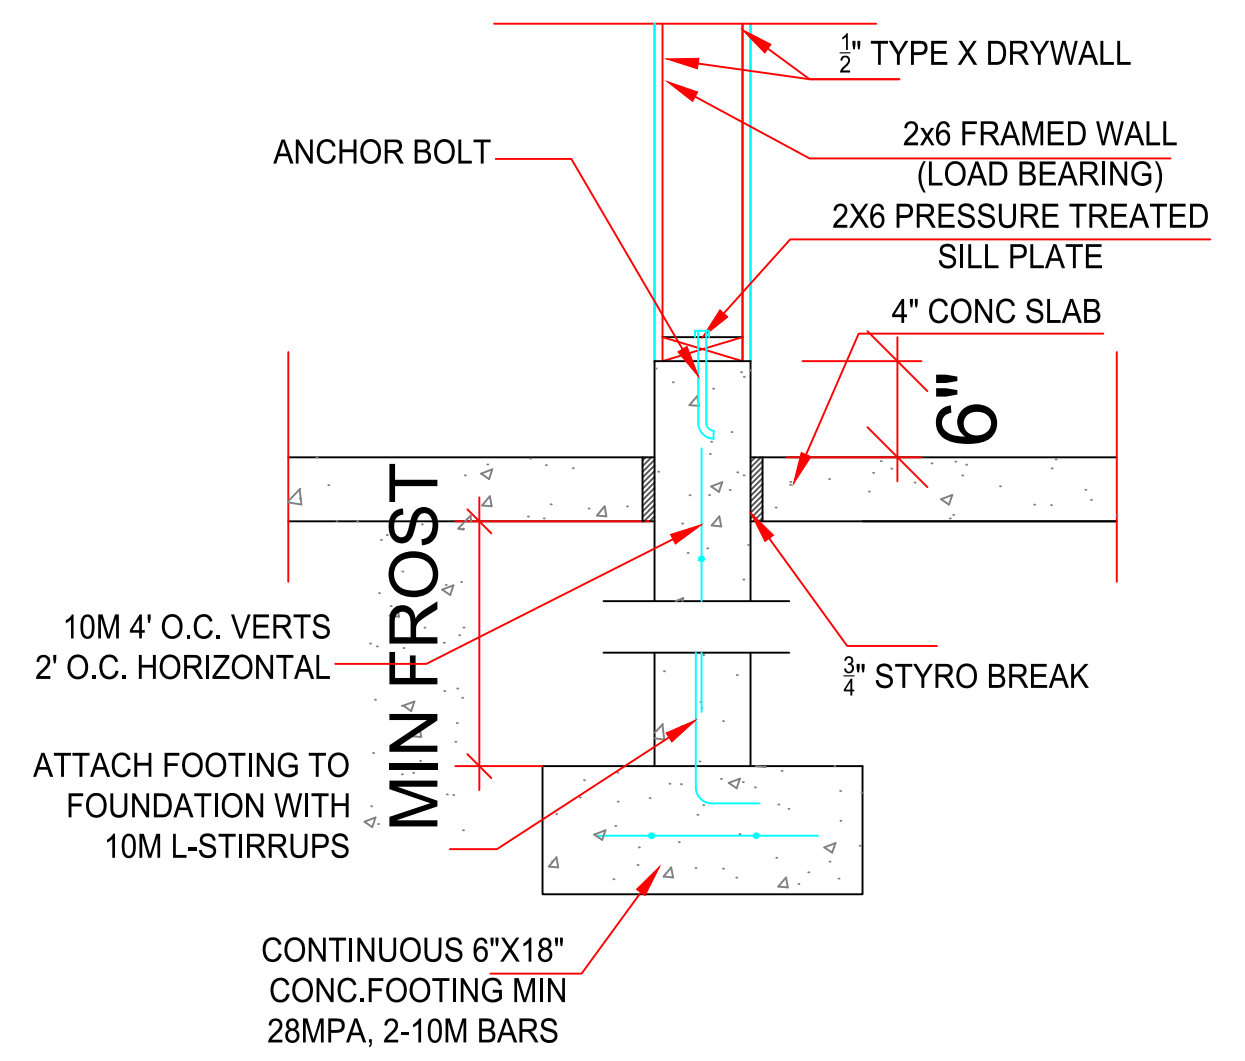 ½" TYPE X DRYWALL
2x6 FRAMED WALL
(LOAD BEARING)
ANCHOR BOLT
2X6 PRESSURE TREATED
SILL PLATE
4" CONC SLAB
6"
MIN FROST
10M 4' O.C. VERTS
2' O.C. HORIZONTAL
¾" STYRO BREAK
ATTACH FOOTING TO
FOUNDATION WITH
10M L-STIRRUPS
CONTINUOUS 6"X18"
CONC.FOOTING MIN
28MPA, 2-10M BARS